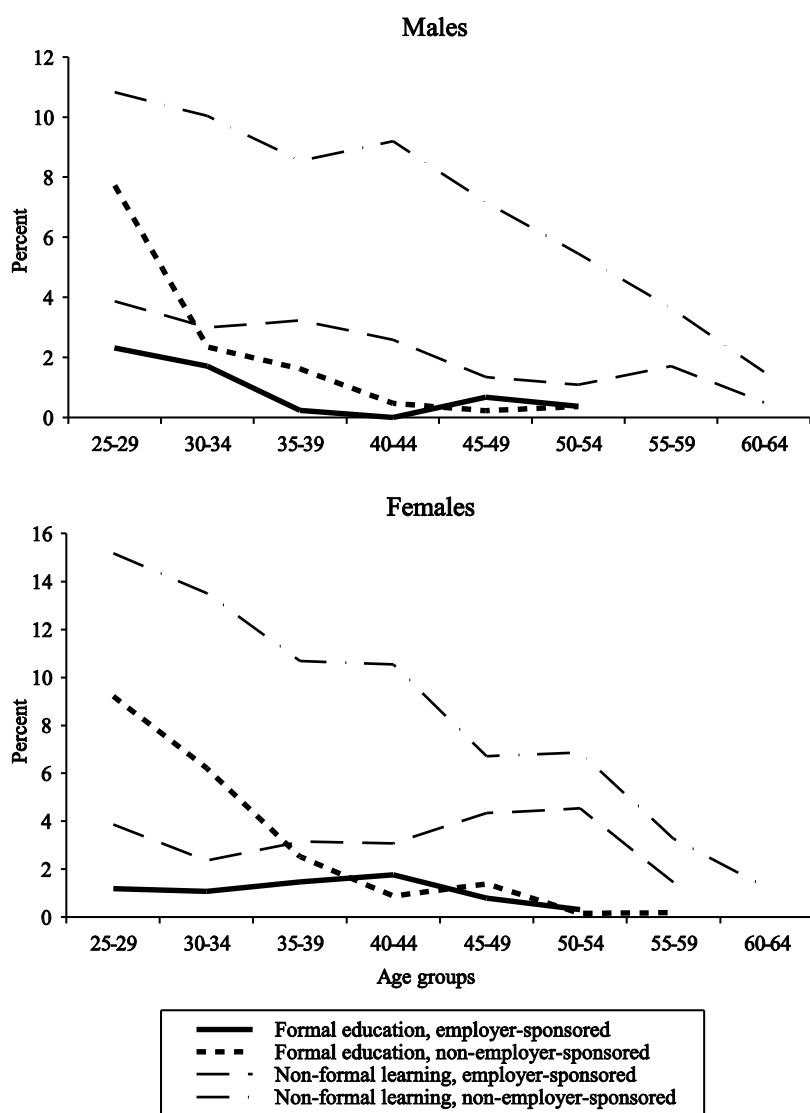 Males
12
10
8
6
4
2
0
Percent
25-29 30-34 35-39 40-44 45-49 50-54 55-59 60-64
Females
16
14
12
10
8
6
4
2
0
Percent
25-29 30-34 35-39 40-44 45-49 50-54 55-59 60-64
Age groups
Formal education, employer-sponsored
Formal education, non-employer-sponsored
Non-formal learning, employer-sponsored
Non-formal learning, non-employer-sponsored